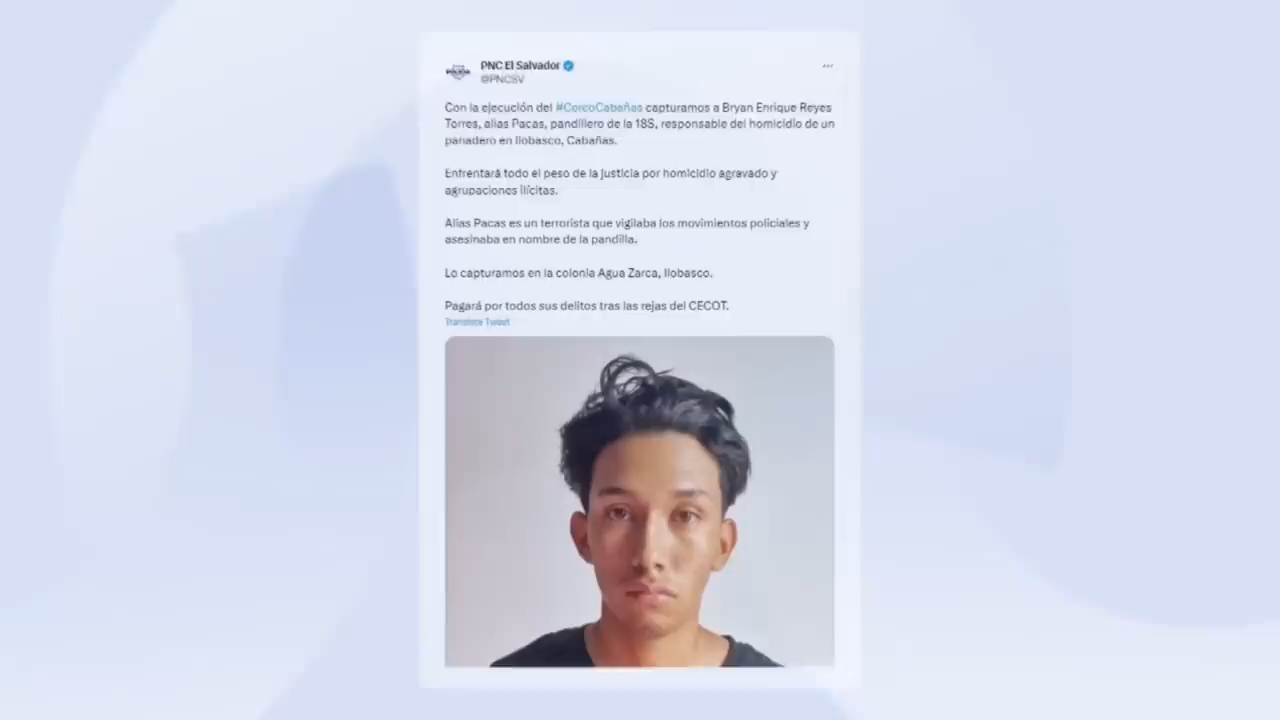 PNC El Salvador
@PNCSV
Con la ejecución del #CercoCabañas capturamos a Bryan Enrique Reyes
Torres, alias Pacas, pandillero de la 18S, responsable del homicidio de un
panadero en Ilobasco, Cabañas.
Enfrentará todo el peso de la justicia por homicidio agravado y
agrupaciones ilícitas.
Alias Pacas es un terrorista que vigilaba los movimientos policiales y
asesinaba en nombre de la pandilla.
Lo capturamos en la colonia Agua Zarca, Ilobasco.
Pagará por todos sus delitos tras las rejas del CECOT.
Translate Tweet